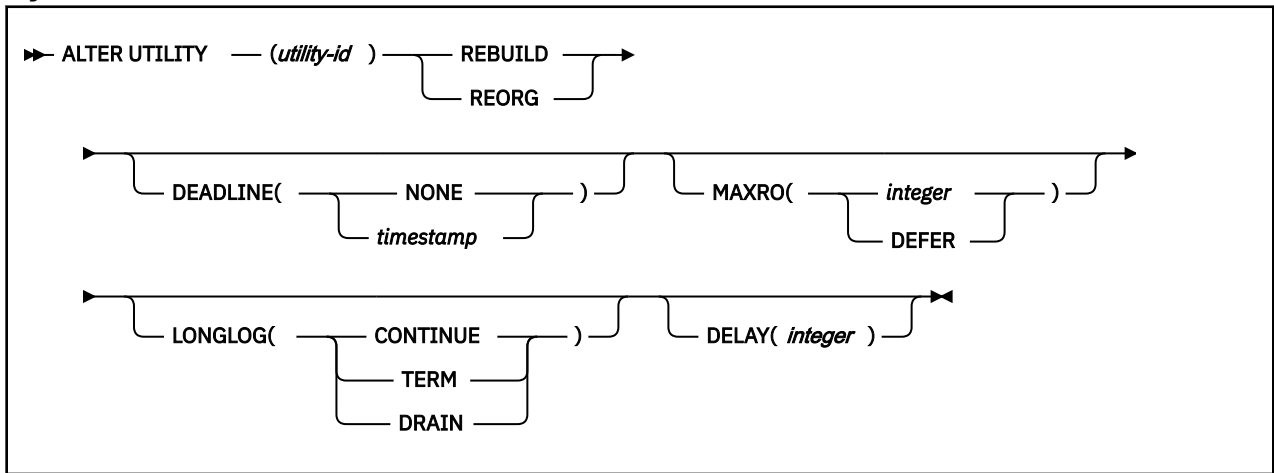 ALTER UTILITY (utility-id ) REBUILD
REORG
DEADLINE( NONE ) MAXRO( integer )
timestamp DEFER
LONGLOG( CONTINUE ) DELAY( integer )
TERM
DRAIN